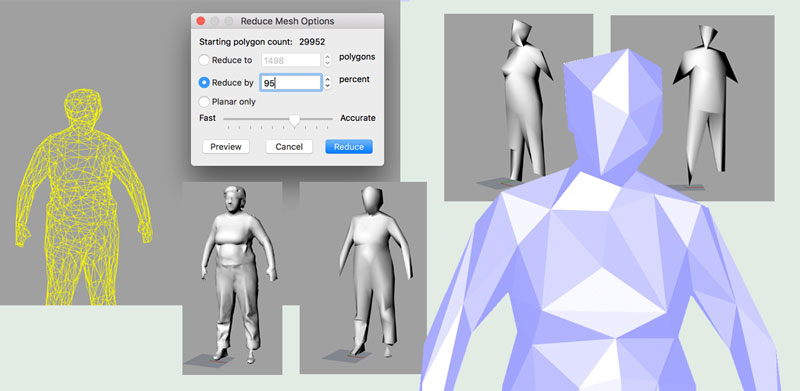 Reduce Mesh Options
Starting polygon count: 29952
Reduce to 1498 polygons
Reduce by 95 percent
Planar only
Fast Accurate
Preview Cancel Reduce